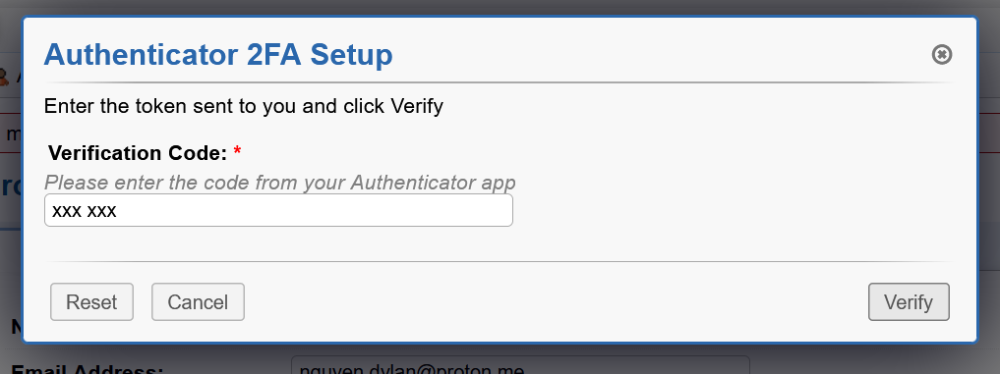 Authenticator 2FA Setup
Enter the token sent to you and click Verify
Verification Code: *
Please enter the code from your Authenticator app
xxx xxx
Reset Cancel Verify
Email Address: nguyen.dylan@proton.me